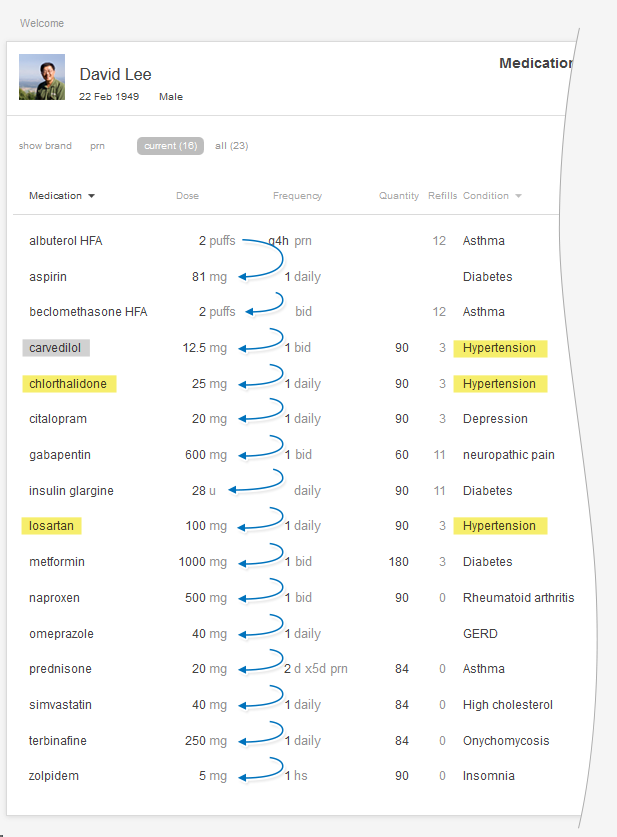 Welcome
David Lee
Medication
22 Feb 1949 Male
show brand prn current (16) all (23)
Medication Dose Frequency Quantity Refills Condition
albuterol HFA 2 puffs q4h prn 12 Asthma
aspirin 81 mg 1 daily Diabetes
beclomethasone HFA 2 puffs bid 12 Asthma
carvedilol 12.5 mg 1 bid 90 3 Hypertension
chlorthalidone 25 mg 1 daily 90 3 Hypertension
citalopram 20 mg 1 daily 90 3 Depression
gabapentin 600 mg 1 bid 60 11 neuropathic pain
insulin glargine 28 u daily 90 11 Diabetes
losartan 100 mg 1 daily 90 3 Hypertension
metformin 1000 mg 1 bid 180 3 Diabetes
naproxen 500 mg 1 bid 90 0 Rheumatoid arthritis
omeprazole 40 mg 1 daily GERD
prednisone 20 mg 2 d x5d prn 84 0 Asthma
simvastatin 40 mg 1 daily 84 0 High cholesterol
terbinafine 250 mg 1 daily 84 0 Onychomycosis
zolpidem 5 mg 1 hs 90 0 Insomnia